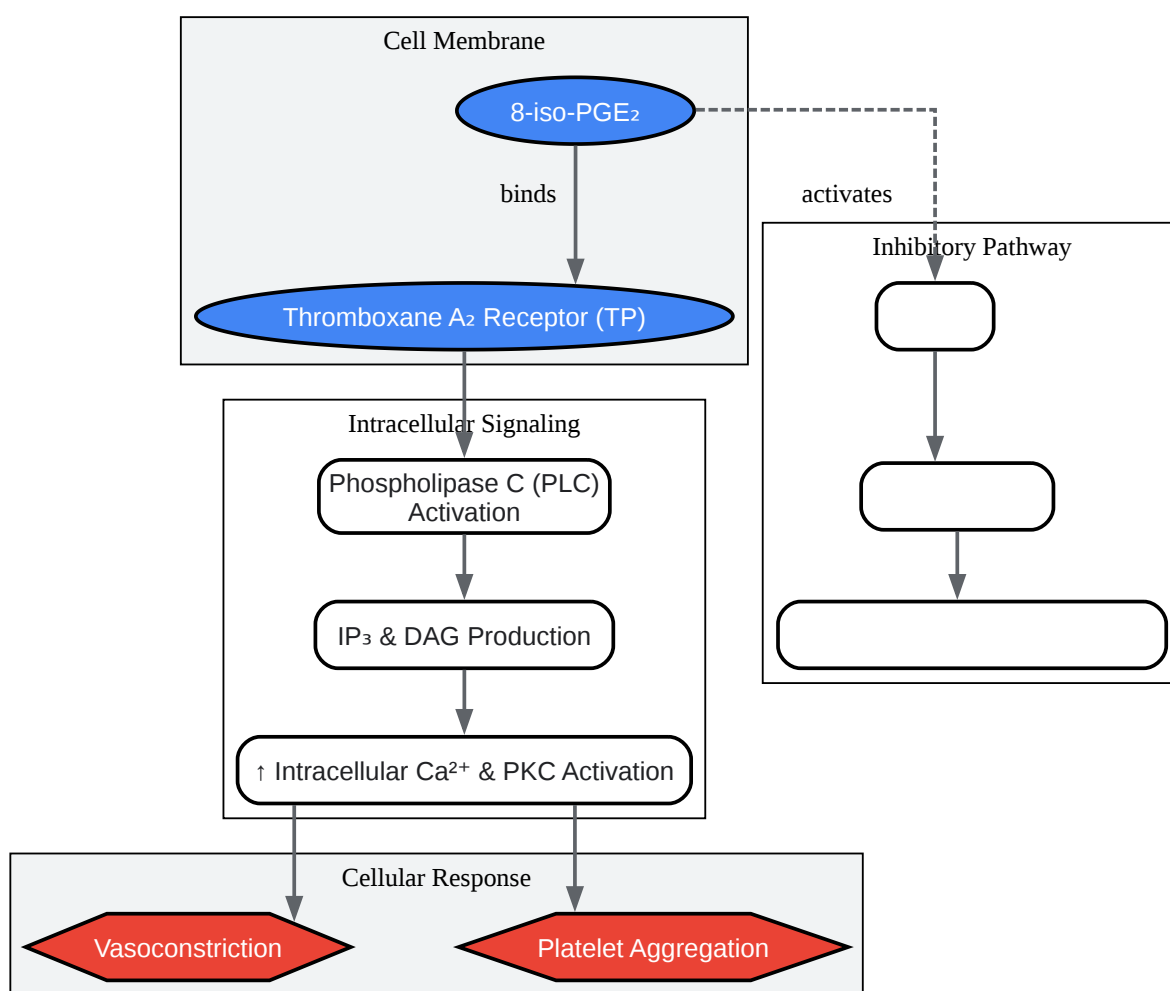 Cell Membrane
8-iso-PGE₂
binds
activates
Inhibitory Pathway
Thromboxane A₂ Receptor (TP)
Intracellular Signaling
Phospholipase C (PLC)
Activation
IP₃ & DAG Production
↑ Intracellular Ca²⁺ & PKC Activation
Cellular Response
Vasoconstriction
Platelet Aggregation